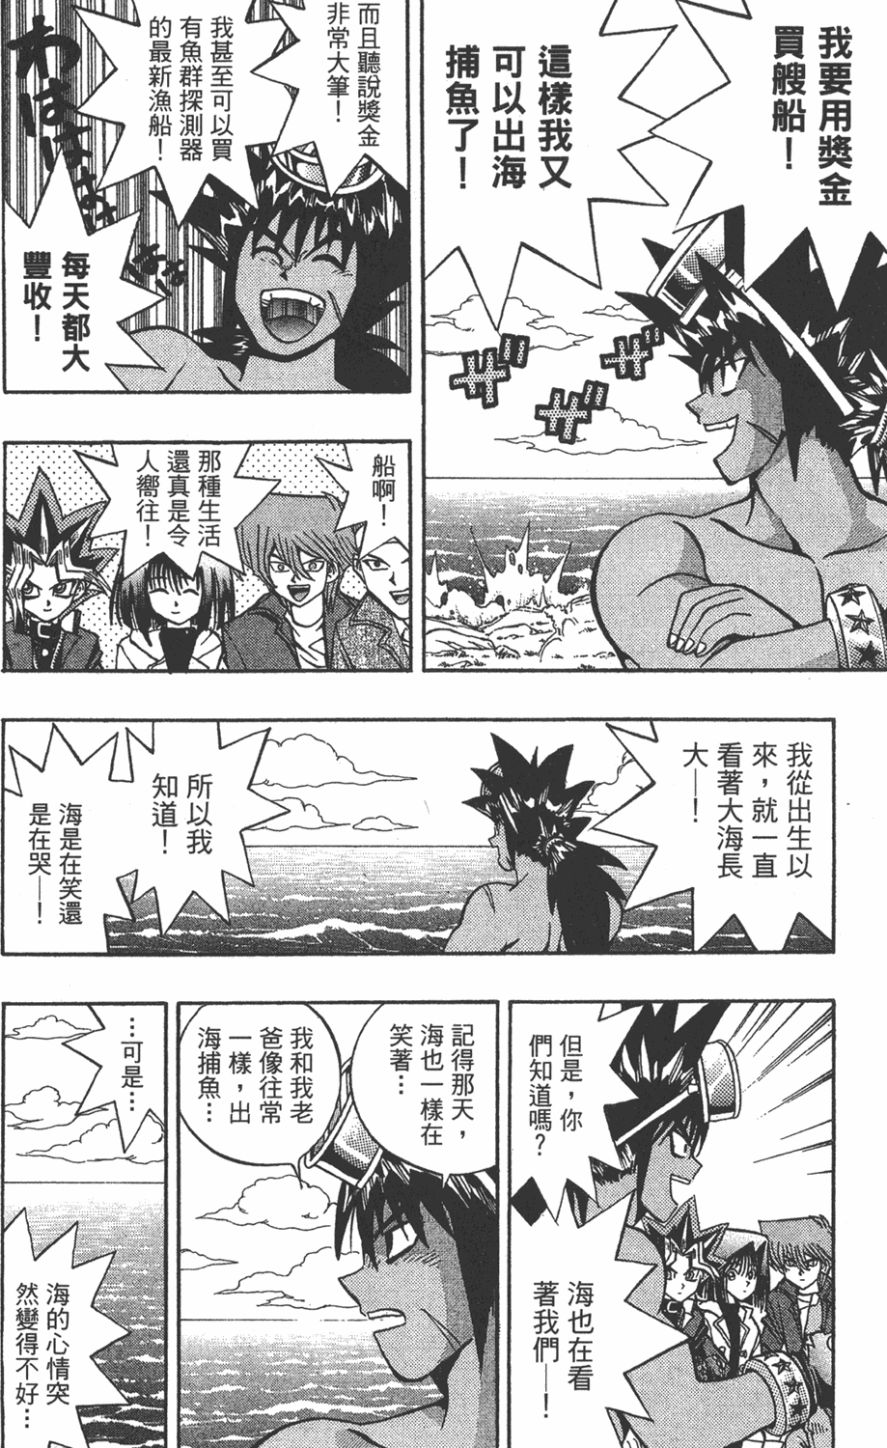 我要用獎金
買艘船！
這樣我又
可以出海
捕魚了！
ザ
ザ
ザ
而且聽說獎金
非常大筆！
我甚至可以買
有魚群探測器
的最新漁船！
每天都大
豐收！
わはは
船啊！
那種生活
還真是令
人嚮往！
我從出生以
來，就一直
看著大海長
大—！
所以我
知道！
海是在笑還
是在哭—！
但是，你
們知道嗎？
海也在看
著我們—！
記得那天，
海也一樣在
笑著…
我和我老
爸像往常
一樣，出
海捕魚…
…可是…
海的心情突
然變得不好…